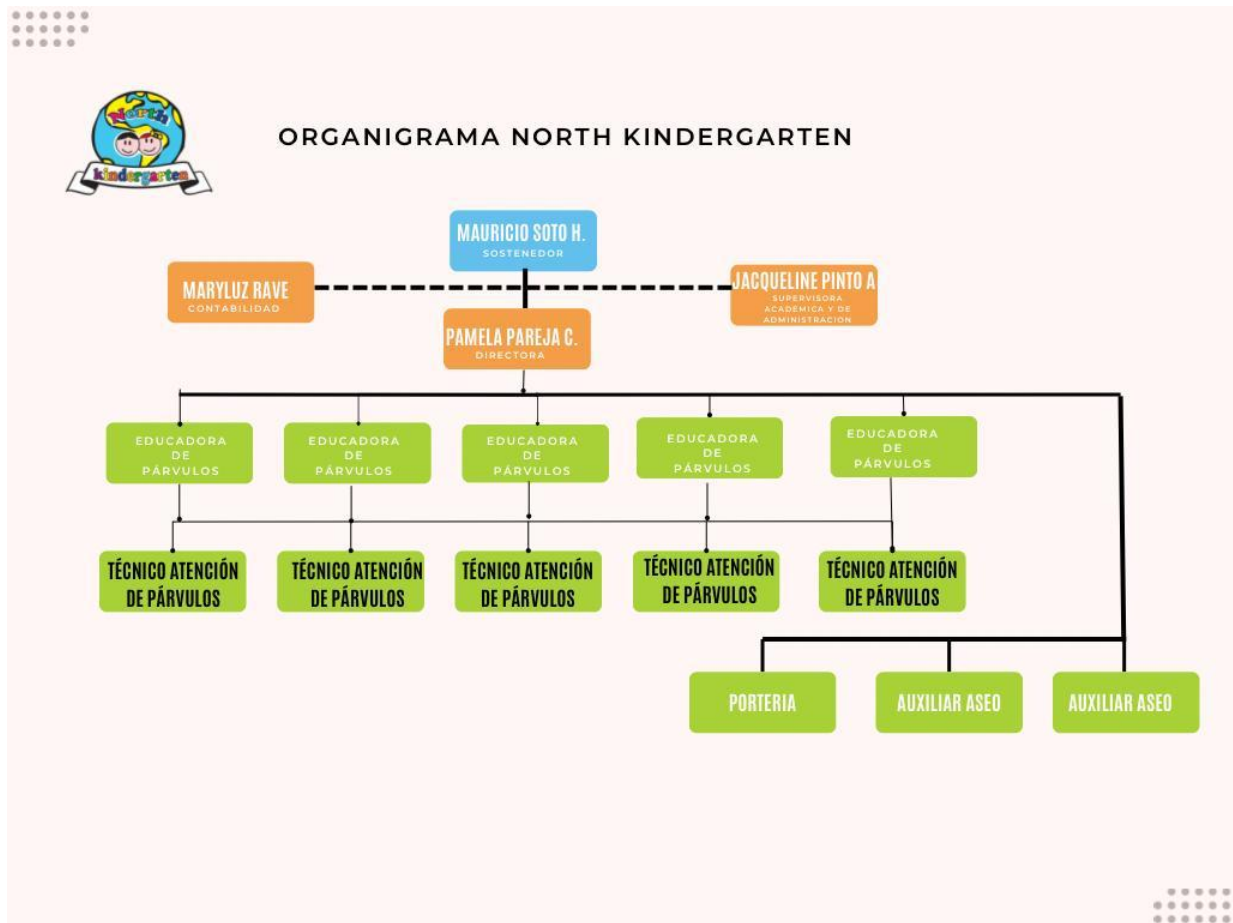 North
kindergarten
ORGANIGRAMA NORTH KINDERGARTEN
MAURICIO SOTO H.
SOSTENEDOR
MARYLUZ RAVE
CONTABILIDAD
JACQUELINE PINTO A
SUPERVISORA
ACADÉMICA Y DE
ADMINISTRACION
PAMELA PAREJA C.
DIRECTORA
EDUCADORA
DE
PÁRVULOS
EDUCADORA
DE
PÁRVULOS
EDUCADORA
DE
PÁRVULOS
EDUCADORA
DE
PÁRVULOS
EDUCADORA
DE
PÁRVULOS
TÉCNICO ATENCIÓN
DE PÁRVULOS
TÉCNICO ATENCIÓN
DE PÁRVULOS
TÉCNICO ATENCIÓN
DE PÁRVULOS
TÉCNICO ATENCIÓN
DE PÁRVULOS
TÉCNICO ATENCIÓN
DE PÁRVULOS
PORTERIA
AUXILIAR ASEO
AUXILIAR ASEO